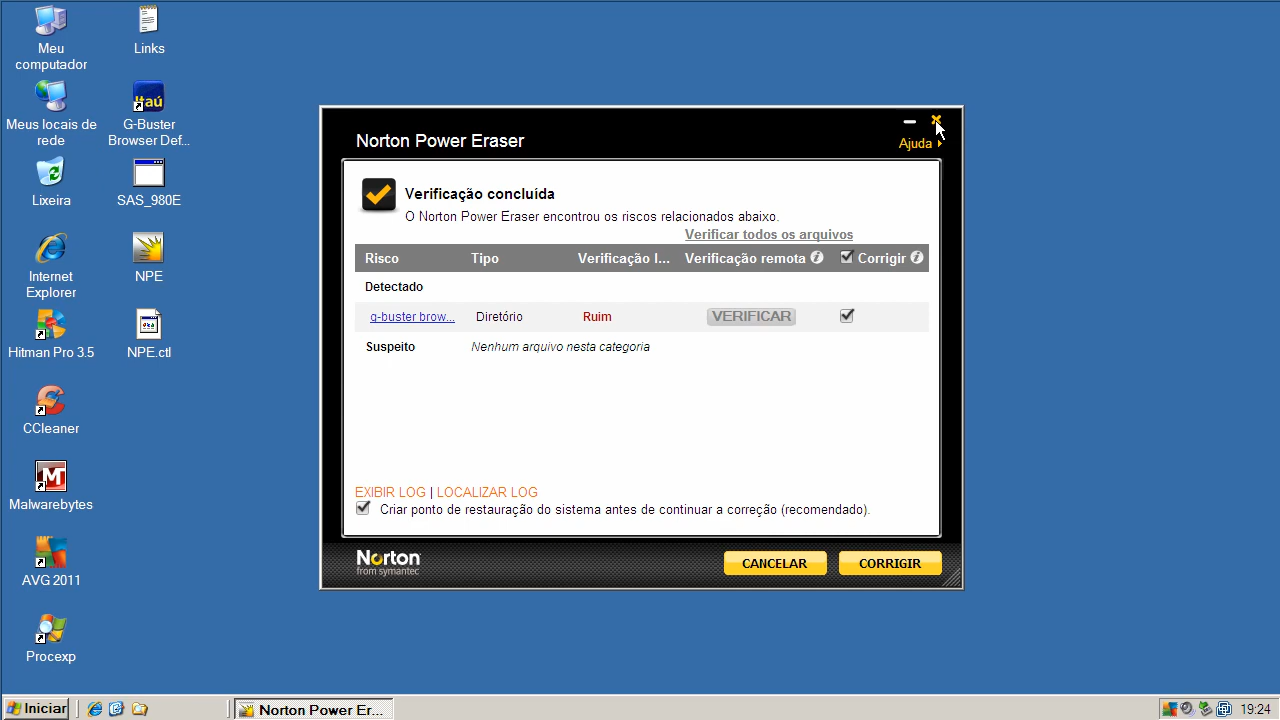 Meu
computador
Links
Meus locais de
rede
Itaú
G-Buster
Browser Def...
Lixeira
SAS_980E
Internet
Explorer
NPE
Hitman Pro 3.5
NPE.ctl
CCleaner
Malwarebytes
AVG 2011
Procexp
Norton Power Eraser
Ajuda
Verificação concluída
O Norton Power Eraser encontrou os riscos relacionados abaixo.
Verificar todos os arquivos
Risco Tipo Verificação l... Verificação remota Corrigir
Detectado
g-buster brow... Diretório Ruim VERIFICAR
Suspeito Nenhum arquivo nesta categoria
EXIBIR LOG | LOCALIZAR LOG
Criar ponto de restauração do sistema antes de continuar a correção (recomendado).
Norton
from symantec
CANCELAR CORRIGIR
Iniciar Norton Power Er... 19:24